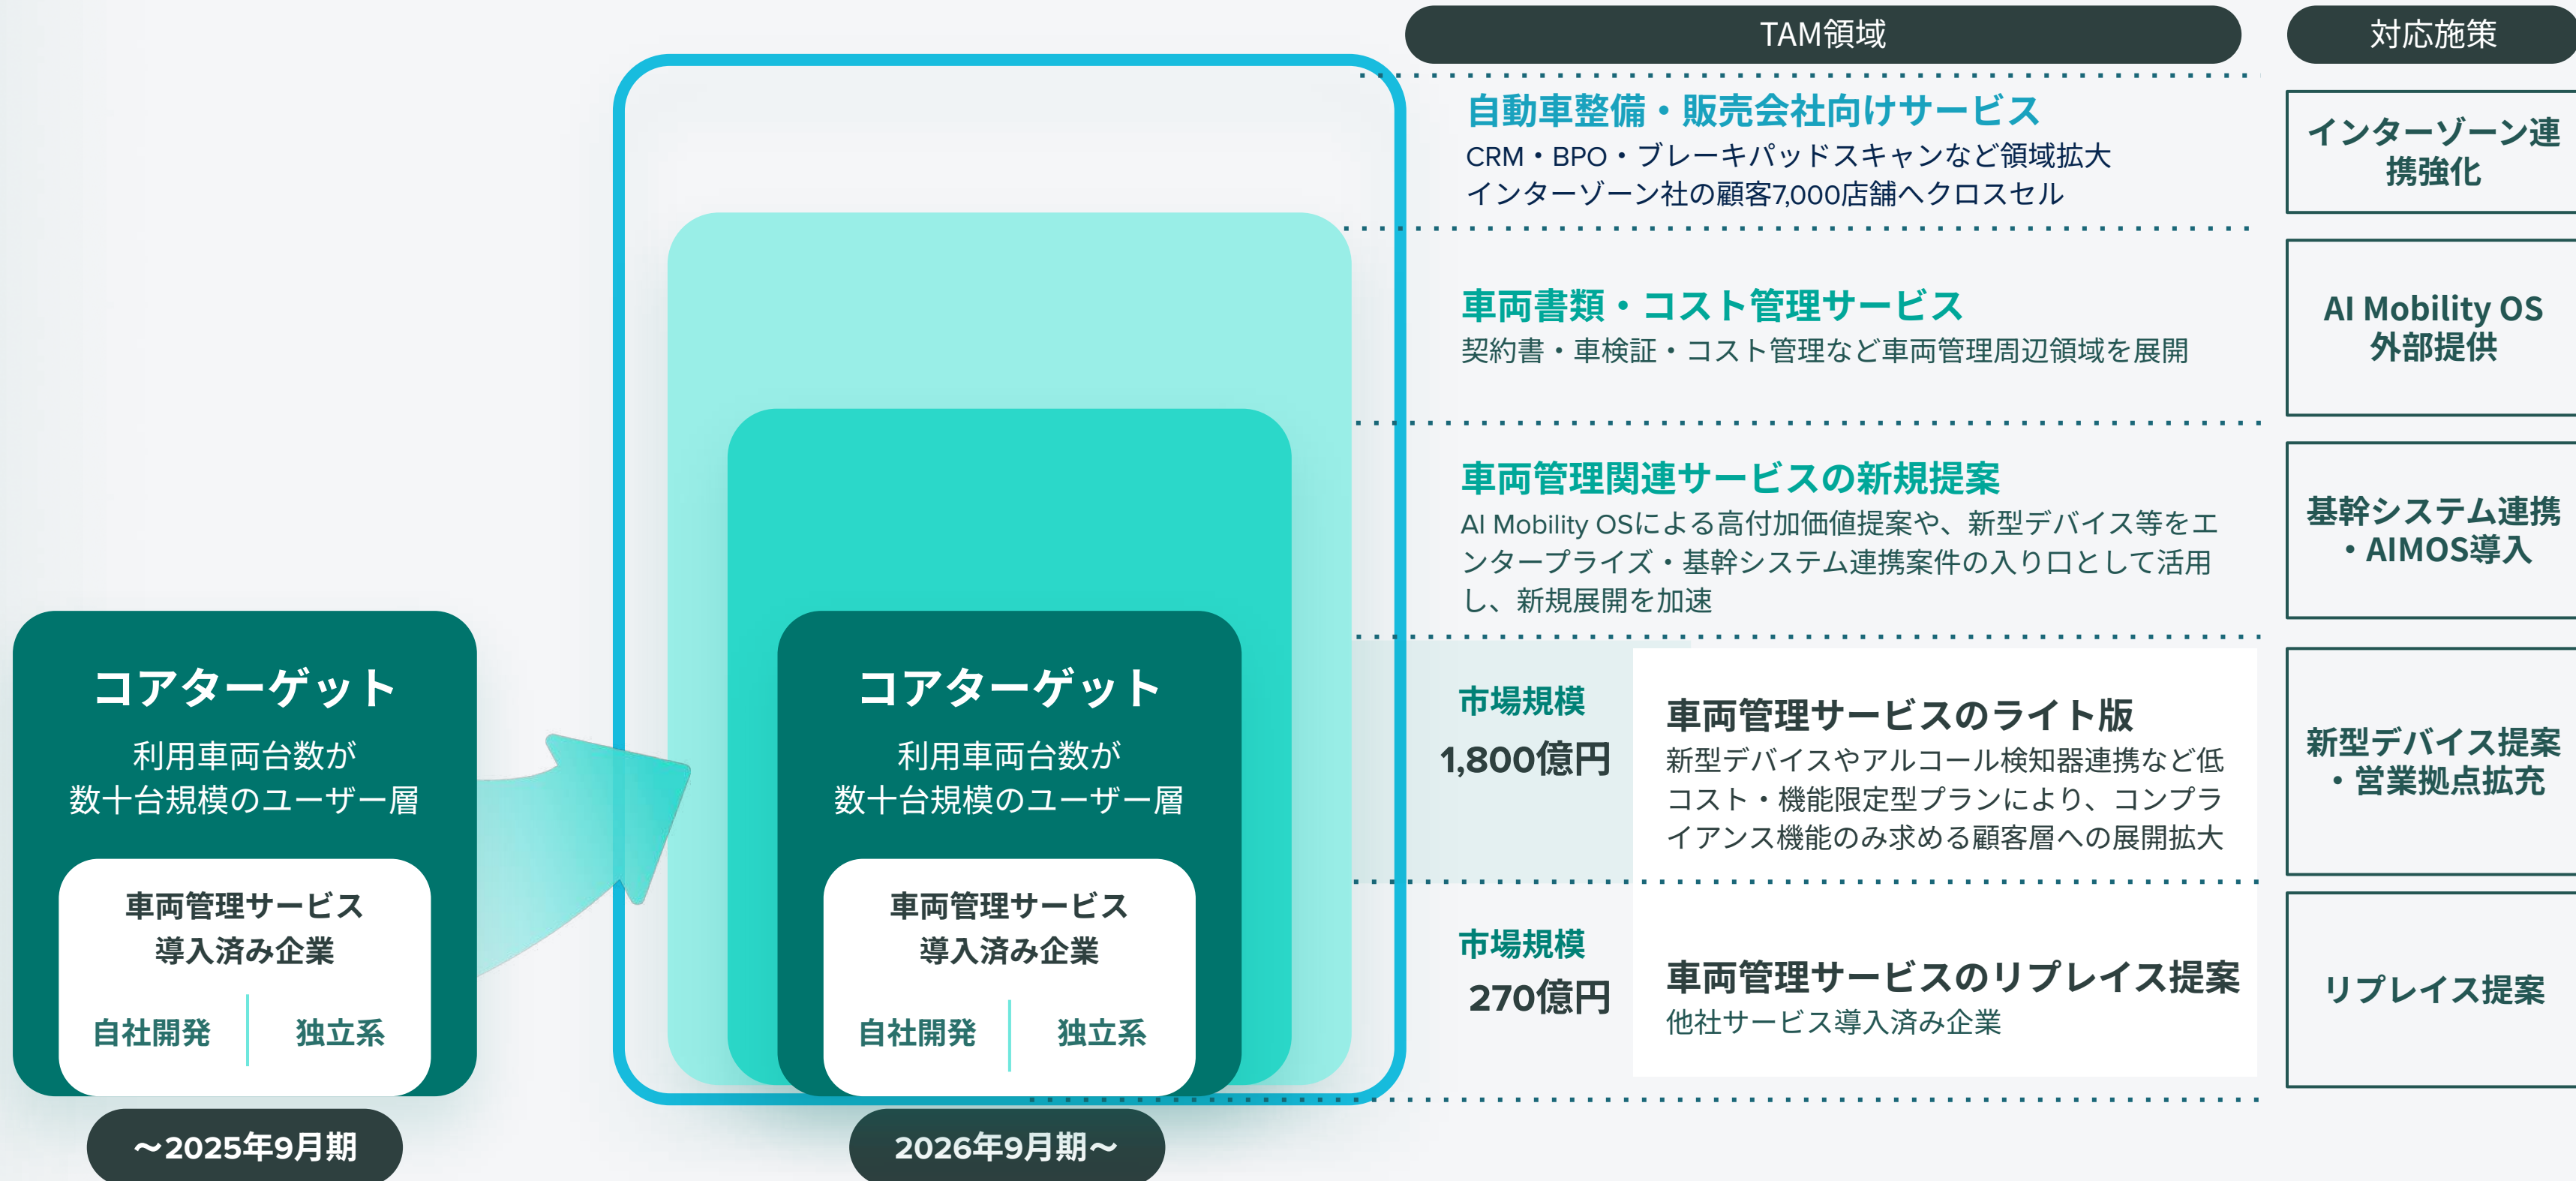 TAM領域
対応施策
自動車整備・販売会社向けサービス
CRM・BPO・ブレーキパッドスキャンなど領域拡大
インターゾーン社の顧客7,000店舗へクロスセル
インターゾーン連
携強化
車両書類・コスト管理サービス
契約書・車検証・コスト管理など車両管理周辺領域を展開
AI Mobility OS
外部提供
車両管理関連サービスの新規提案
AI Mobility OSによる高付加価値提案や、新型デバイス等をエ
ンタープライズ・基幹システム連携案件の入り口として活用
し、新規展開を加速
基幹システム連携
・AIMOS導入
市場規模
1,800億円
車両管理サービスのライト版
新型デバイスやアルコール検知器連携など低
コスト・機能限定型プランにより、コンプラ
イアンス機能のみ求める顧客層への展開拡大
新型デバイス提案
・営業拠点拡充
市場規模
270億円
車両管理サービスのリプレイス提案
他社サービス導入済み企業
リプレイス提案
コアターゲット
利用車両台数が
数十台規模のユーザー層
車両管理サービス
導入済み企業
自社開発
独立系
～2025年9月期
コアターゲット
利用車両台数が
数十台規模のユーザー層
車両管理サービス
導入済み企業
自社開発
独立系
2026年9月期～